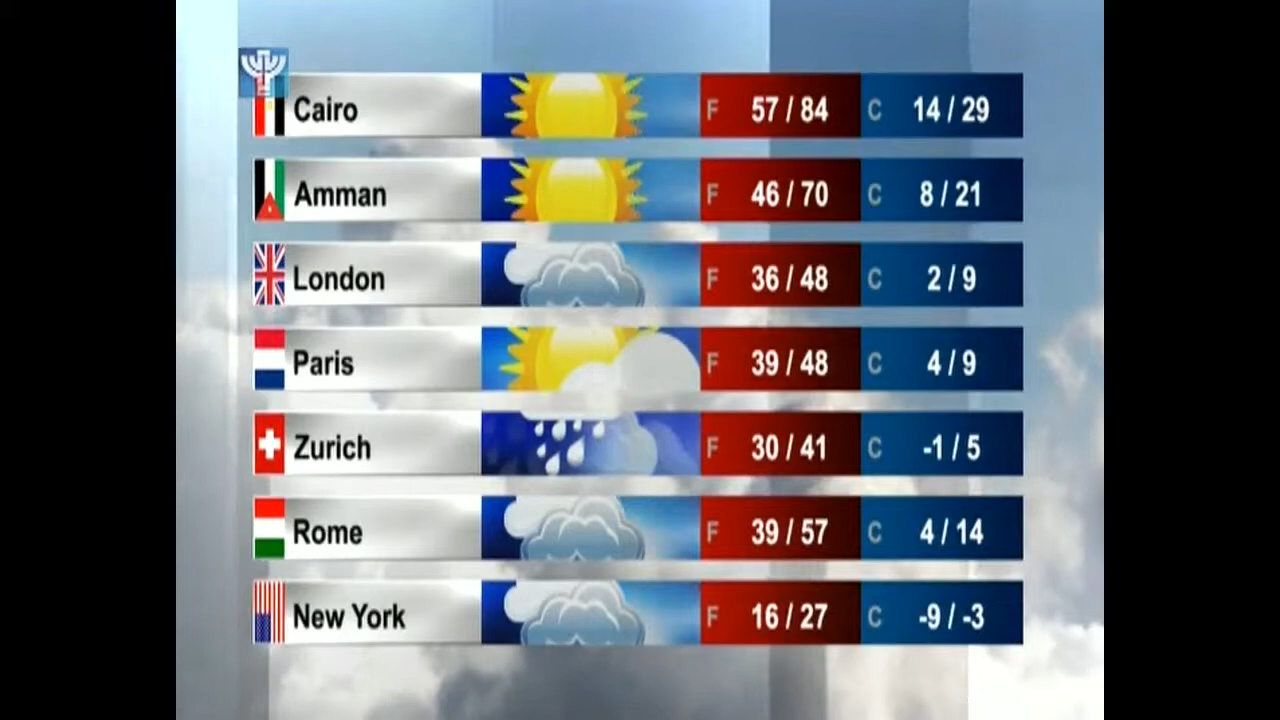 Cairo F 57 / 84 C 14 / 29
Amman F 46 / 70 C 8 / 21
London F 36 / 48 C 2 / 9
Paris F 39 / 48 C 4 / 9
Zurich F 30 / 41 C -1 / 5
Rome F 39 / 57 C 4 / 14
New York F 16 / 27 C -9 / -3